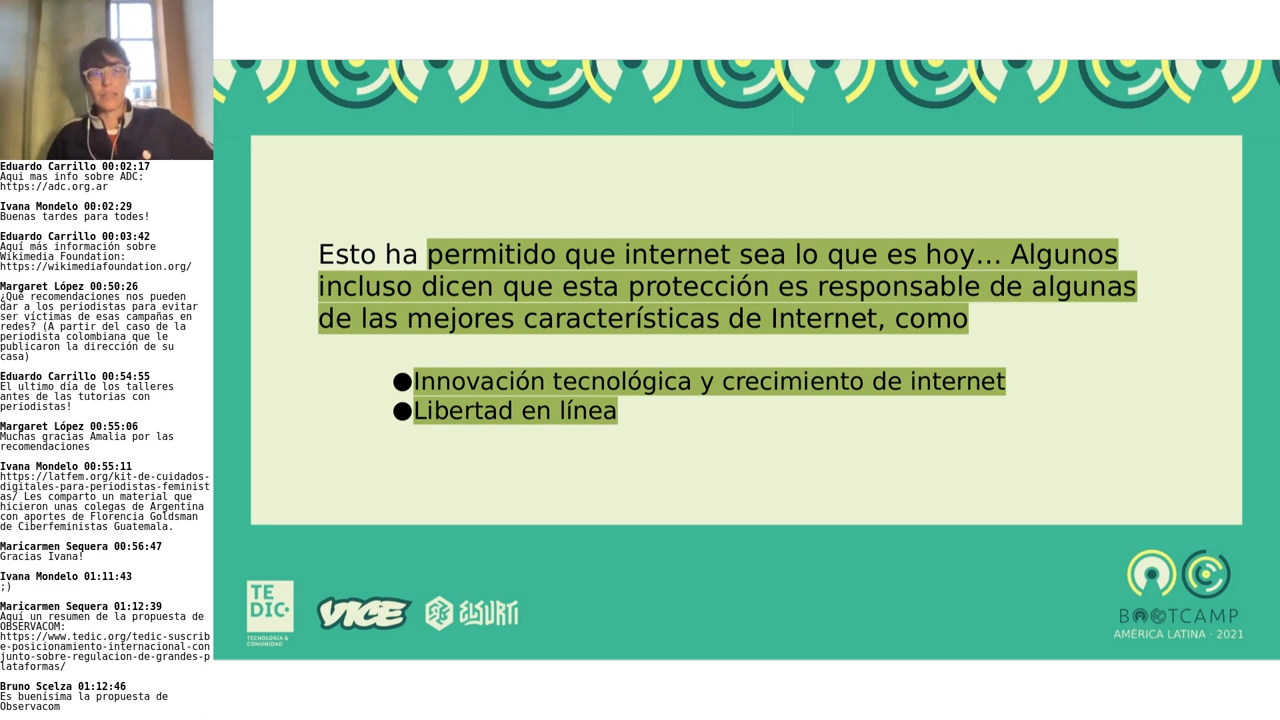 Eduardo Carrillo 00:02:17
Aqui mas info sobre ADC:
https://adc.org.ar
Ivana Mondelo 00:02:29
Buenas tardes para todes!
Eduardo Carrillo 00:03:42
Aquí más información sobre
Wikimedia Foundation:
https://wikimediafoundation.org/
Margaret López 00:50:26
¿Qué recomendaciones nos pueden
dar a los periodistas para evitar
ser víctimas de esas campañas en
redes? (A partir del caso de la
periodista colombiana que le
publicaron la dirección de su
casa)
Eduardo Carrillo 00:54:55
El ultimo día de los talleres
antes de las tutorias con
periodistas!
Margaret López 00:55:06
Muchas gracias Amalia por las
recomendaciones
Ivana Mondelo 00:55:11
https://latfem.org/kit-de-cuidados-
digitales-para-periodistas-feminist
as/ Les comparto un material que
hicieron unas colegas de Argentina
con aportes de Florencia Goldsman
de Ciberfeministas Guatemala.
Maricarmen Sequera 00:56:47
Gracias Ivana!
Ivana Mondelo 01:11:43
;)
Maricarmen Sequera 01:12:39
Aquí un resumen de la propuesta de
OBSERVACOM:
https://www.tedic.org/tedic-suscrib
e-posicionamiento-internacional-con
junto-sobre-regulacion-de-grandes-p
lataformas/
Bruno Scelza 01:12:46
Es buenísima la propuesta de
Observacom
Esto ha permitido que internet sea lo que es hoy... Algunos
incluso dicen que esta protección es responsable de algunas
de las mejores características de Internet, como
●Innovación tecnológica y crecimiento de internet
●Libertad en línea
TE
DIC
TECNOLOGÍA &
COMUNIDAD
VICE
ELSURTI
BOOTCAMP
AMÉRICA LATINA · 2021